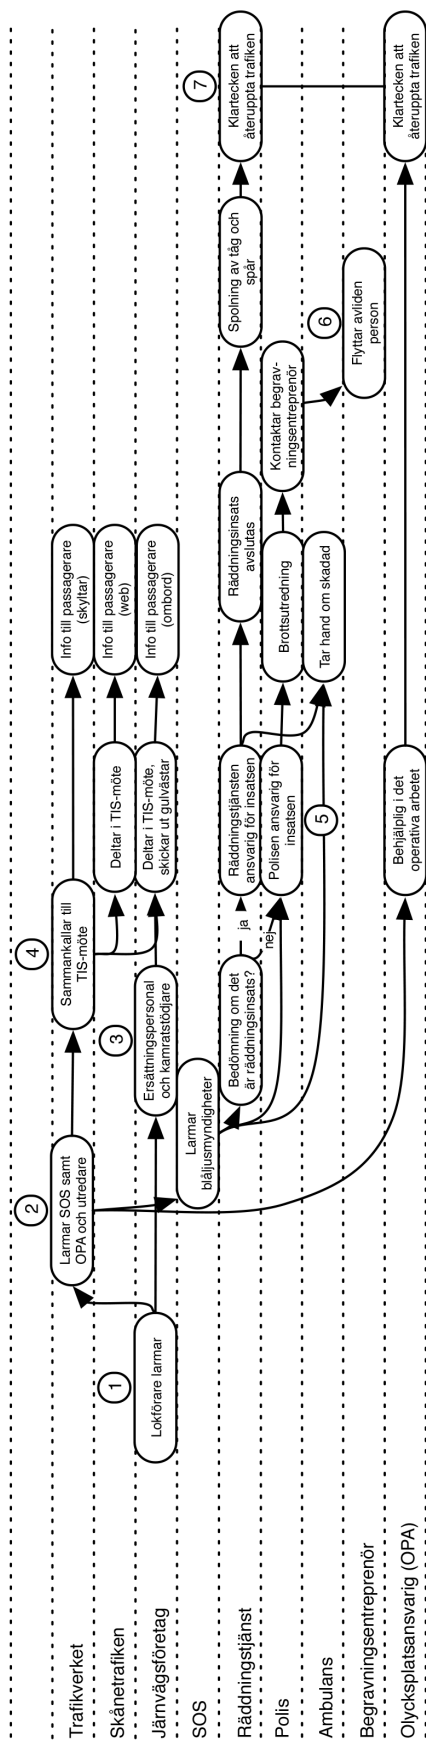 Trafikverket
Skånetrafiken
Järnvägsföretag
SOS
Räddningstjänst
Polis
Ambulans
Begravningsentreprenör
Olycksplatsansvarig (OPA)
1
Lokförare larmar
2
Larmar SOS samt
OPA och utredare
Larmar
blåljusmyndigheter
3
Ersättningspersonal
och kamratstödjare
Bedömning om det
är räddningsinsats?
ja
nej
4
Sammankallar till
TIS-möte
Deltar i TIS-möte
Deltar i TIS-möte,
skickar ut gulvästar
Räddningstjänsten
ansvarig för insatsen
Polisen ansvarig för
insatsen
5
Behjälplig i det
operativa arbetet
Info till passagerare
(skyltar)
Info till passagerare
(web)
Info till passagerare
(ombord)
Räddningsinsats
avslutas
Brottsutredning
Tar hand om skadad
Kontaktar begrav-
ningsentreprenör
6
Flyttar avliden
person
Spolning av tåg och
spår
7
Klartecken att
återuppta trafiken
Klartecken att
återuppta trafiken